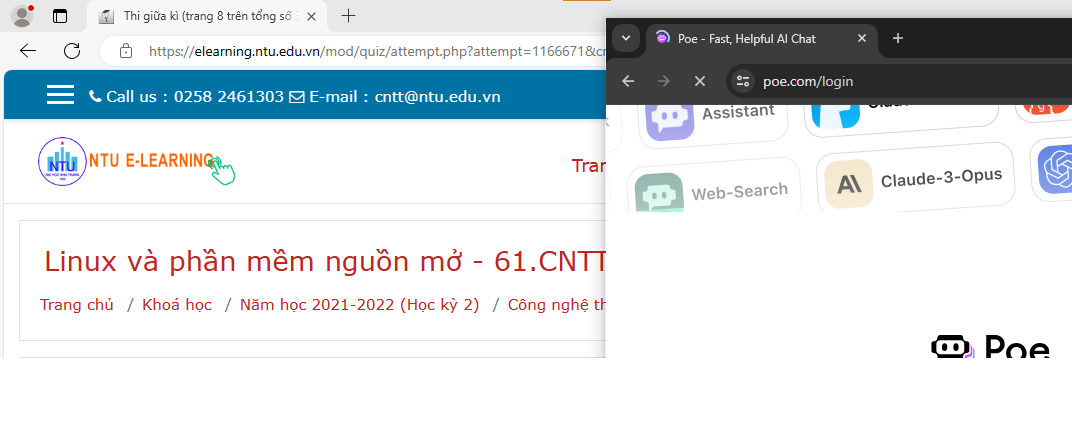 Thi giữa kì (trang 8 trên tổng số
https://elearning.ntu.edu.vn/mod/quiz/attempt.php?attempt=1166671&c
Call us : 0258 2461303 E-mail : cntt@ntu.edu.vn
NTU
NTU E-LEARNING
Tran
Linux và phần mềm nguồn mở - 61.CNTT
Trang chủ / Khoá học / Năm học 2021-2022 (Học kỳ 2) / Công nghệ th
Poe - Fast, Helpful AI Chat
poe.com/login
Assistant
Web-Search
Claude-3-Opus
Poe